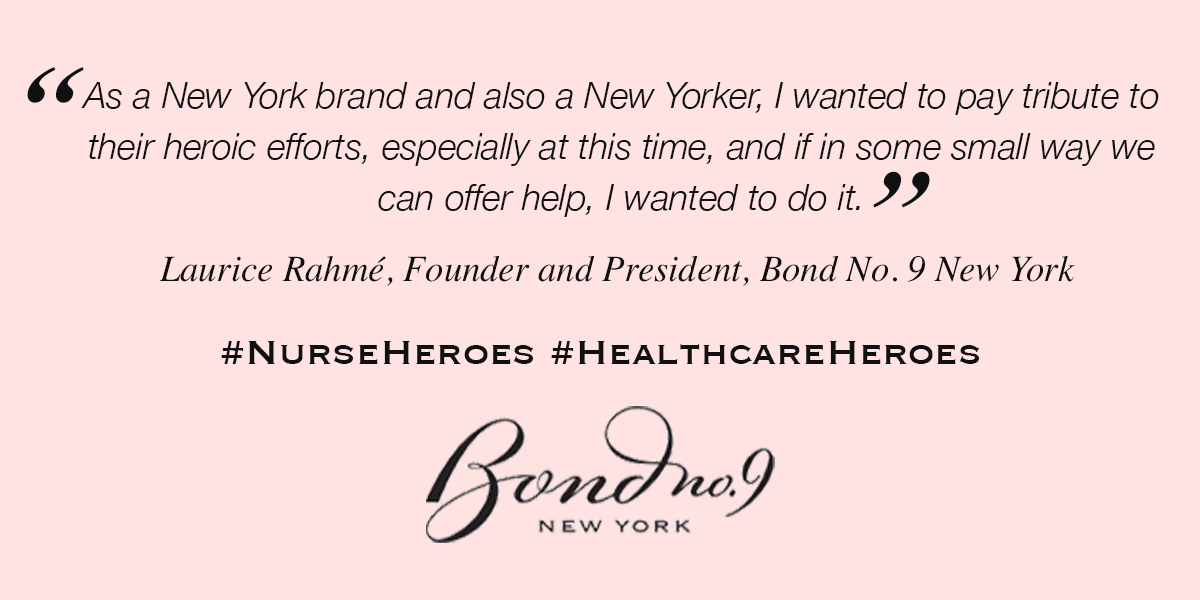 “As a New York brand and also a New Yorker, I wanted to pay tribute to
their heroic efforts, especially at this time, and if in some small way we
can offer help, I wanted to do it.”
Laurice Rahmé, Founder and President, Bond No. 9 New York
#NurseHeroes #HealthcareHeroes
Bond no.9
NEW YORK